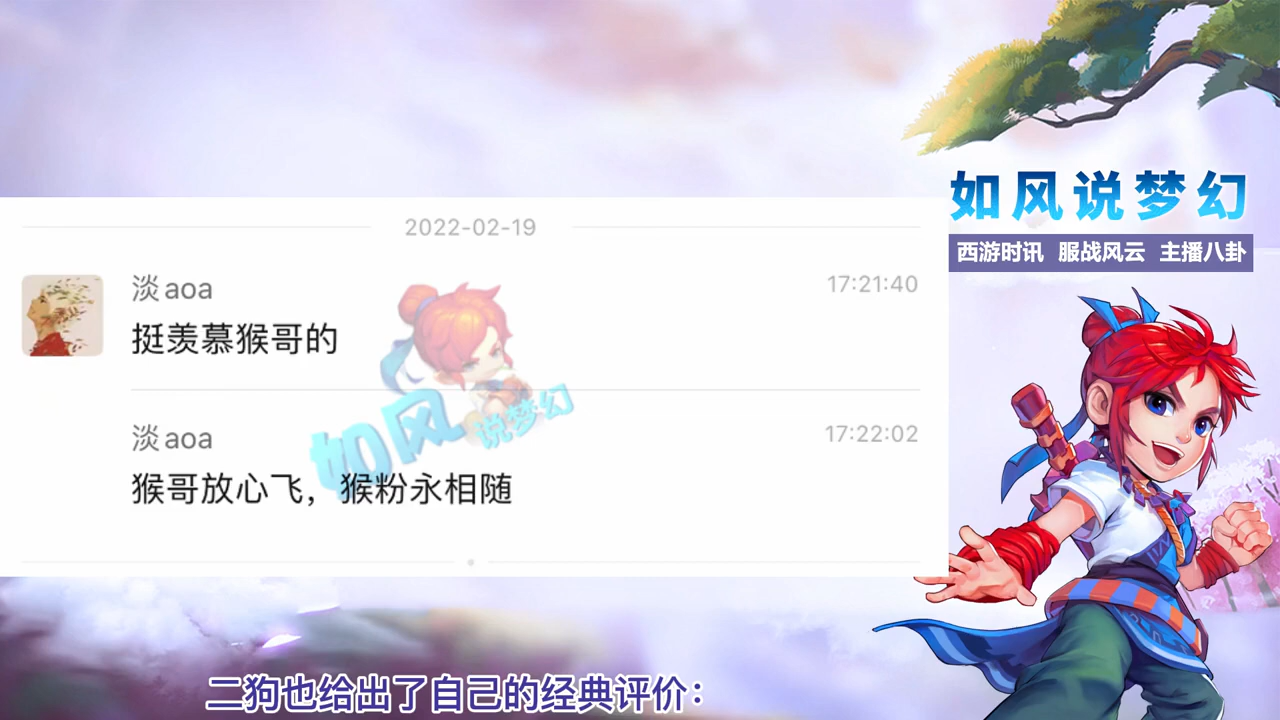 如风说梦幻
西游时讯 服战风云 主播八卦
2022-02-19
淡aoa
17:21:40
挺羡慕猴哥的
淡aoa
17:22:02
猴哥放心飞，猴粉永相随
如风说梦幻
二狗也给出了自己的经典评价：